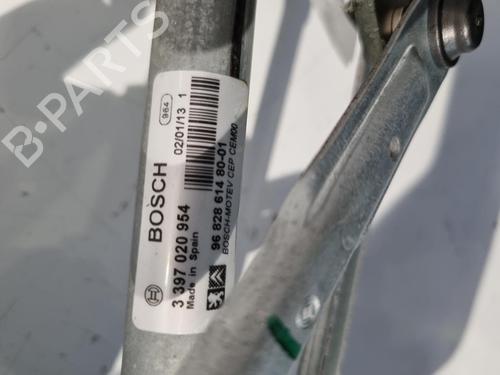 B-PARTS
964
02/01/13 1
BOSCH
3 397 020 954
Made in Spain
96 828 614 80-01
BOSCH-MOTEV CEP CEM00